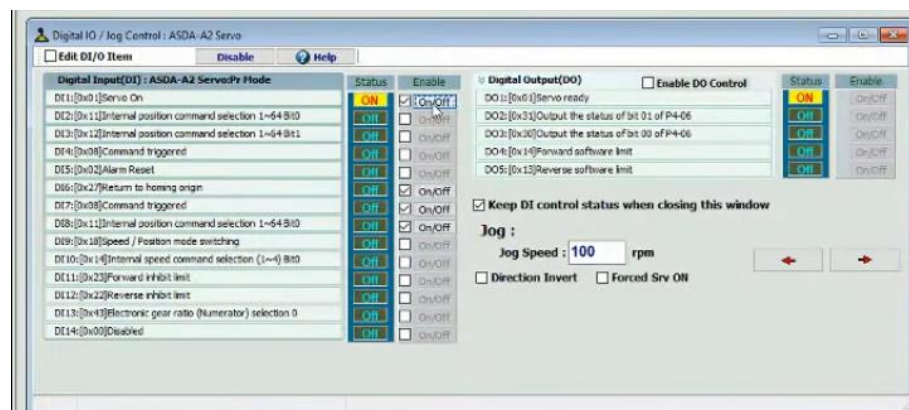 Digital IO / Jog Control : ASDA-A2 Servo
Edit DI/O Item Disable Help
Digital Input(DI) : ASDA-A2 Servo:Pr Mode Status Enable
DI1:[0x01]Servo On ON On/Off
DI2:[0x11]Internal position command selection 1~64 Bit0 Off On/Off
DI3:[0x12]Internal position command selection 1~64 Bit1 Off On/Off
DI4:[0x08]Command triggered Off On/Off
DI5:[0x02]Alarm Reset Off On/Off
DI6:[0x27]Return to homing origin Off On/Off
DI7:[0x08]Command triggered Off On/Off
DI8:[0x11]Internal position command selection 1~64 Bit0 Off On/Off
DI9:[0x18]Speed / Position mode switching Off On/Off
DI10:[0x14]Internal speed command selection (1~4) Bit0 Off On/Off
DI11:[0x23]Forward inhibit limit Off On/Off
DI12:[0x22]Reverse inhibit limit Off On/Off
DI13:[0x43]Electronic gear ratio (Numerator) selection 0 Off On/Off
DI14:[0x00]Disabled Off On/Off
Digital Output(DO) Enable DO Control Status Enable
DO1:[0x01]Servo ready ON On/Off
DO2:[0x31]Output the status of bit 01 of P4-06 Off On/Off
DO3:[0x30]Output the status of bit 00 of P4-06 Off On/Off
DO4:[0x14]Forward software limit Off On/Off
DO5:[0x13]Reverse software limit Off On/Off
Keep DI control status when closing this window
Jog :
Jog Speed : 100 rpm
Direction Invert Forced Srv ON